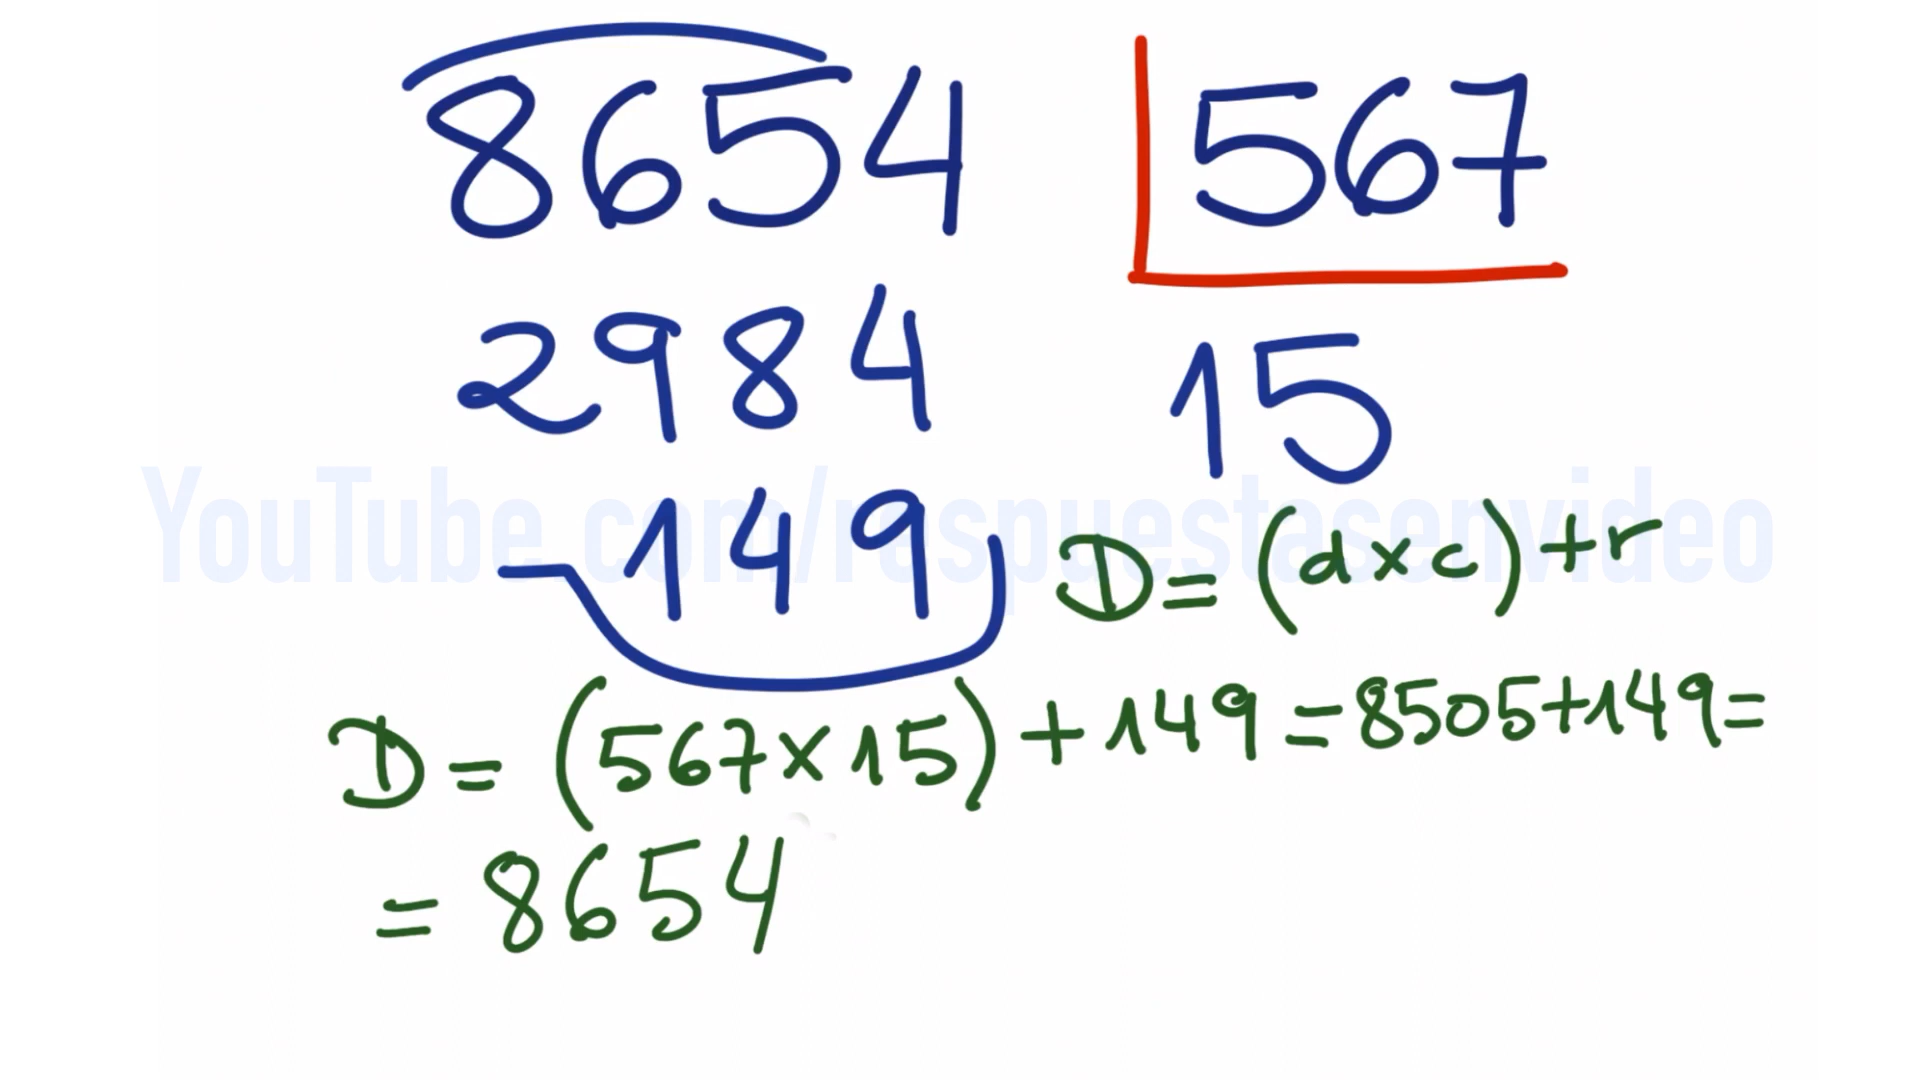 8654 567
2984 15
149
YouTube.com/respuestasenvideo
D=(dxc)+r
D=(567x15)+149=8505+149=
=8654